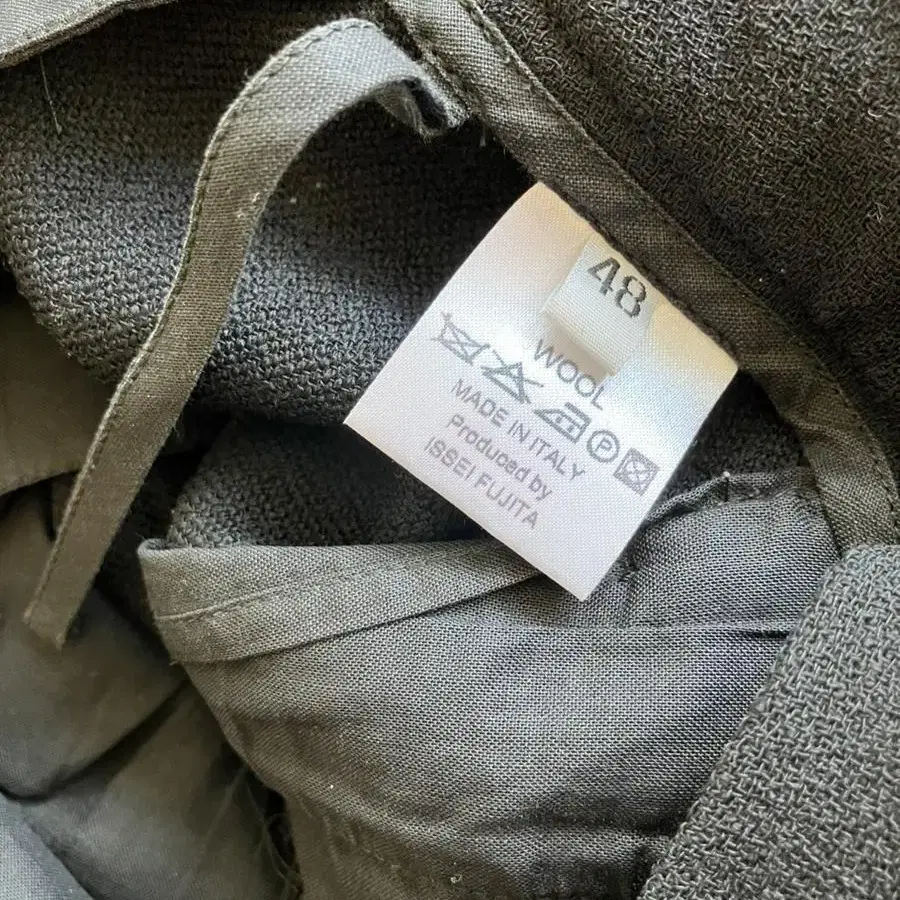 48
WOOL
P
MADE IN ITALY
Produced by
ISSEI FUJITA